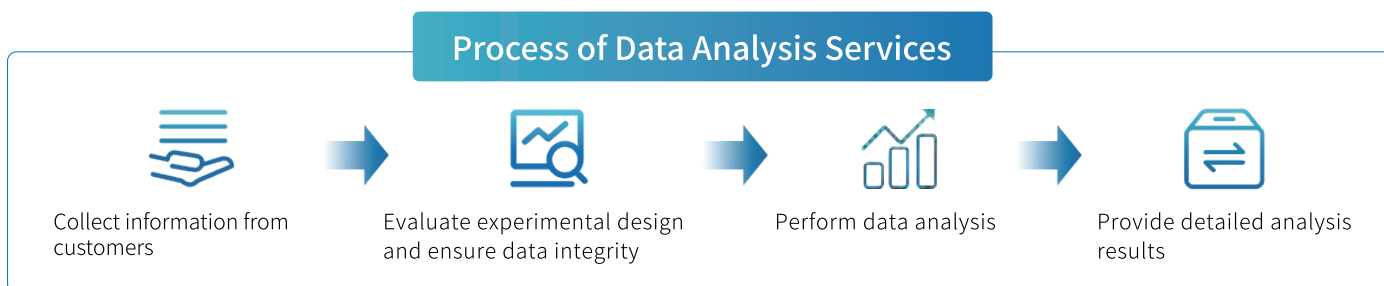 Process of Data Analysis Services
Collect information from
customers
Evaluate experimental design
and ensure data integrity
Perform data analysis
Provide detailed analysis
results